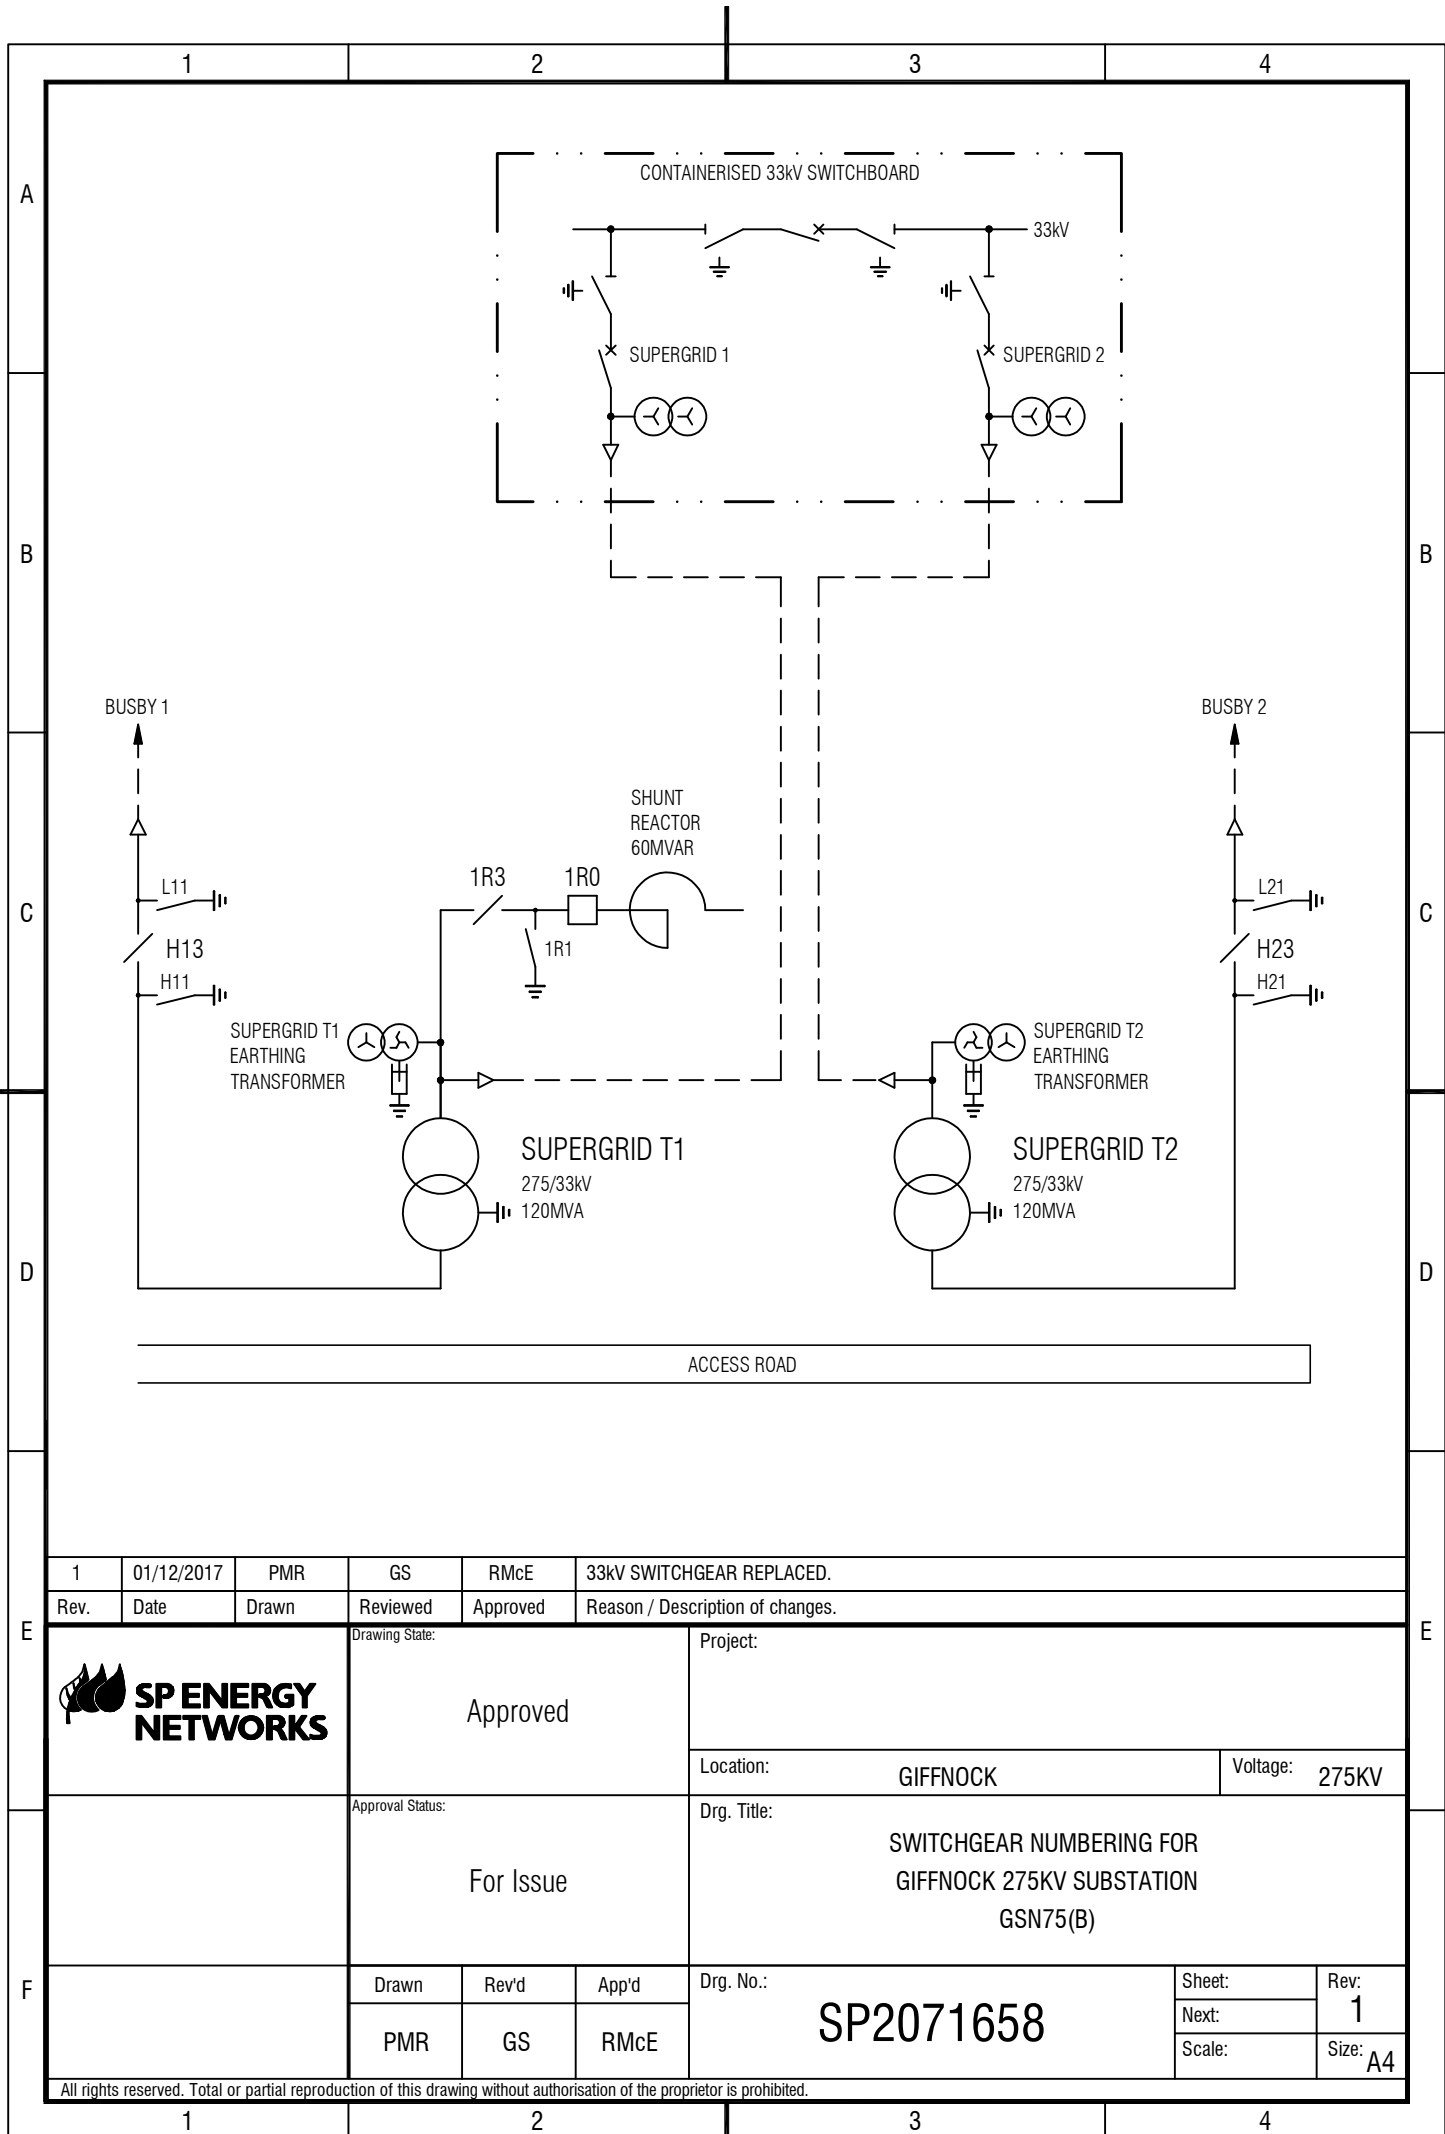 1 2 3 4
A
CONTAINERISED 33kV SWITCHBOARD
33kV
SUPERGRID 1
SUPERGRID 2
B B
BUSBY 1
BUSBY 2
SHUNT
REACTOR
60MVAR
1R3
1R0
1R1
L11
H13
H11
L21
H23
H21
C C
SUPERGRID T1
EARTHING
TRANSFORMER
SUPERGRID T2
EARTHING
TRANSFORMER
SUPERGRID T1
275/33kV
120MVA
SUPERGRID T2
275/33kV
120MVA
D D
ACCESS ROAD
1 01/12/2017 PMR GS RMcE 33kV SWITCHGEAR REPLACED.
Rev. Date Drawn Reviewed Approved Reason / Description of changes.
E E
SP ENERGY
NETWORKS
Drawing State:
Approved
Project:
Location: GIFFNOCK
Voltage: 275KV
Approval Status:
For Issue
Drg. Title:
SWITCHGEAR NUMBERING FOR
GIFFNOCK 275KV SUBSTATION
GSN75(B)
F F
Drawn Rev'd App'd
PMR GS RMcE
Drg. No.:
SP2071658
Sheet:
Next:
Scale:
Rev:
1
Size: A4
All rights reserved. Total or partial reproduction of this drawing without authorisation of the proprietor is prohibited.
1 2 3 4